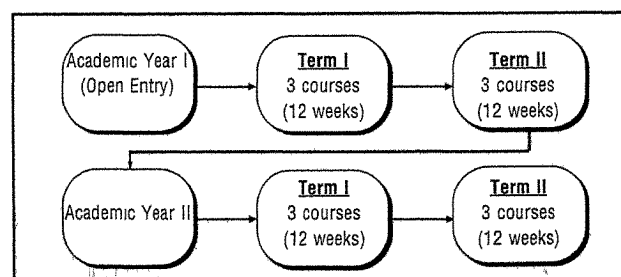 Academic Year I
(Open Entry)
Term I
3 courses
(12 weeks)
Term II
3 courses
(12 weeks)
Academic Year II
Term I
3 courses
(12 weeks)
Term II
3 courses
(12 weeks)